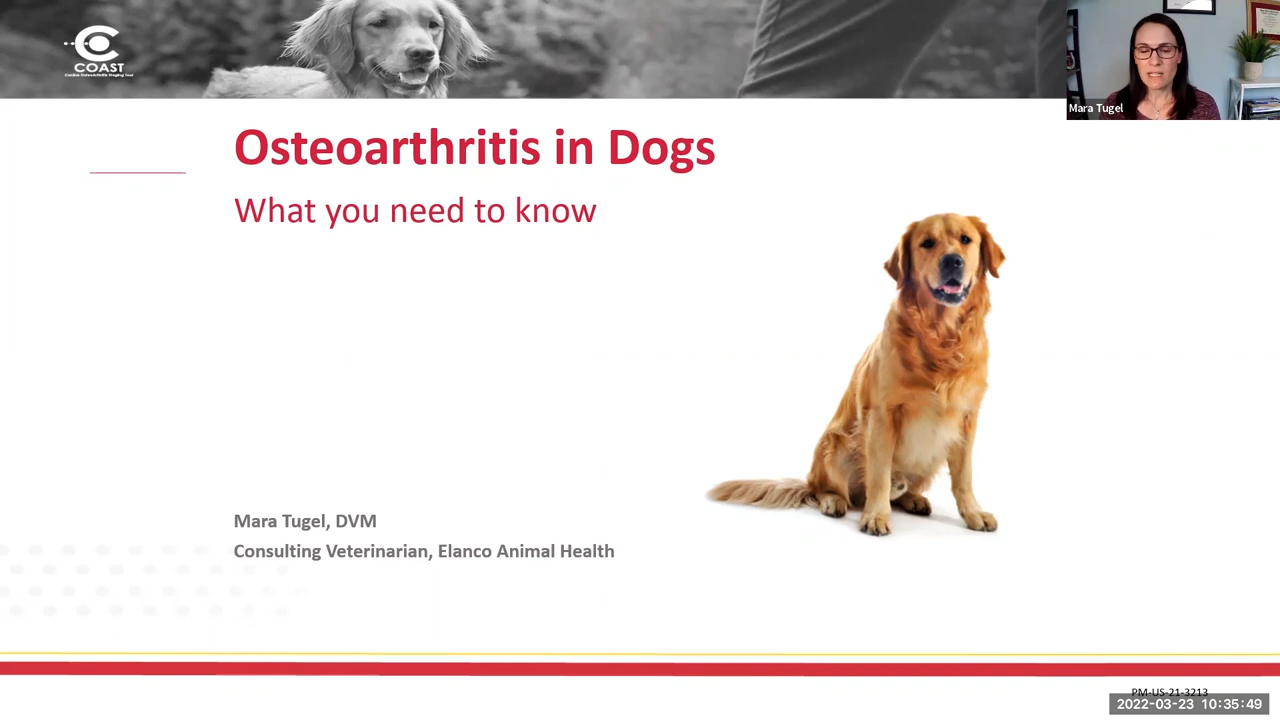 COAST
Canine OsteoArthritis Staging Tool
Mara Tugel
Osteoarthritis in Dogs
What you need to know
Mara Tugel, DVM
Consulting Veterinarian, Elanco Animal Health
PM-US-21-3213
2022-03-23 10:35:49